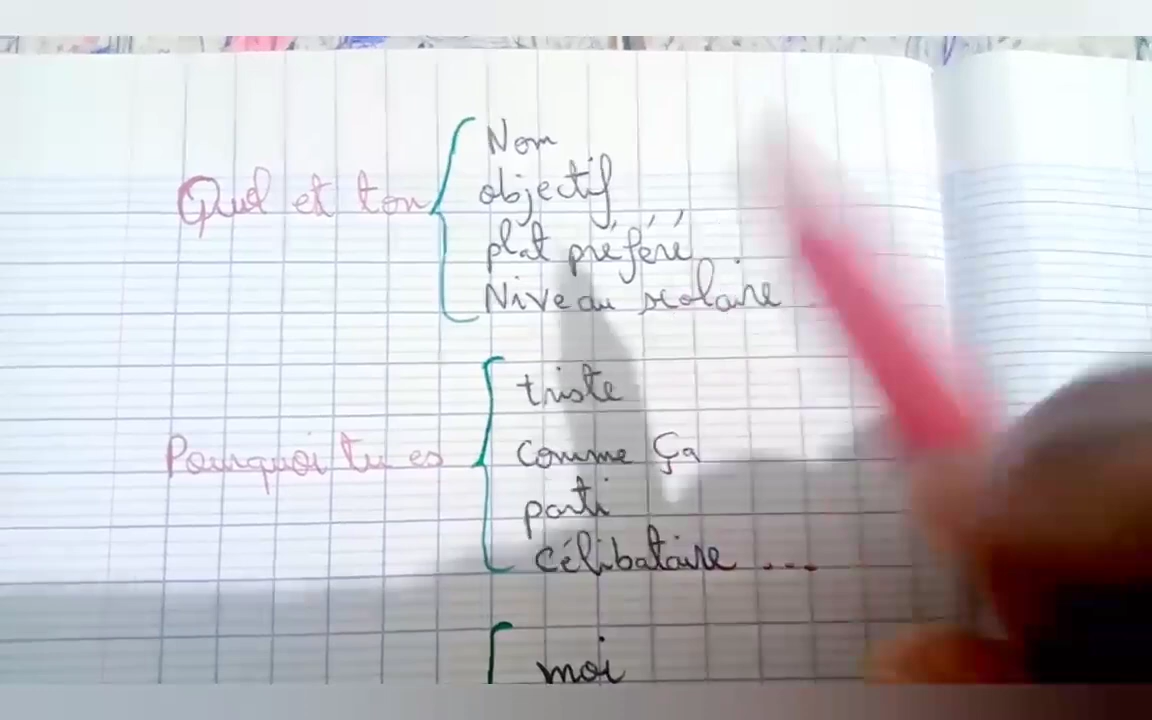 Nom
Quel et ton
objectif
plat préféré
Niveau scolaire
triste
Pourquoi tu es
comme ça
parti
célibataire ...
moi